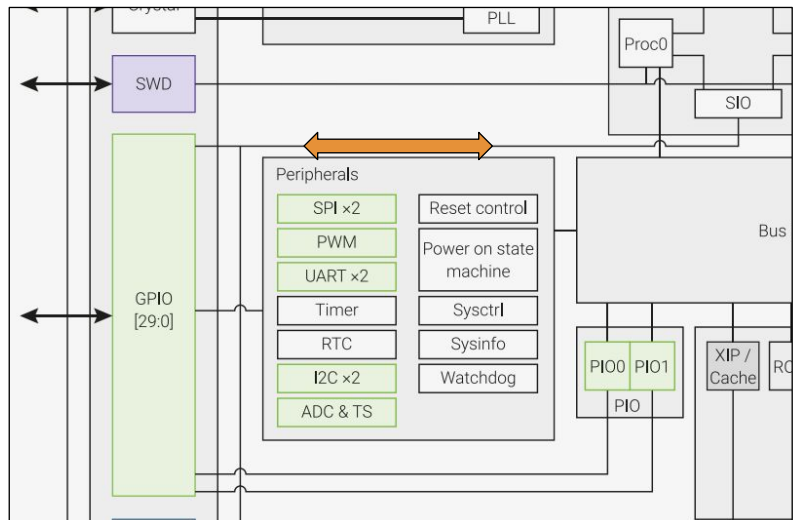 PLL
Proc0
SWD
SIO
Peripherals
SPI ×2
Reset control
PWM
Power on state
machine
UART ×2
Bus
GPIO
[29:0]
Timer
Sysctrl
RTC
Sysinfo
I2C ×2
Watchdog
ADC & TS
PIO0
PIO1
PIO
XIP /
Cache